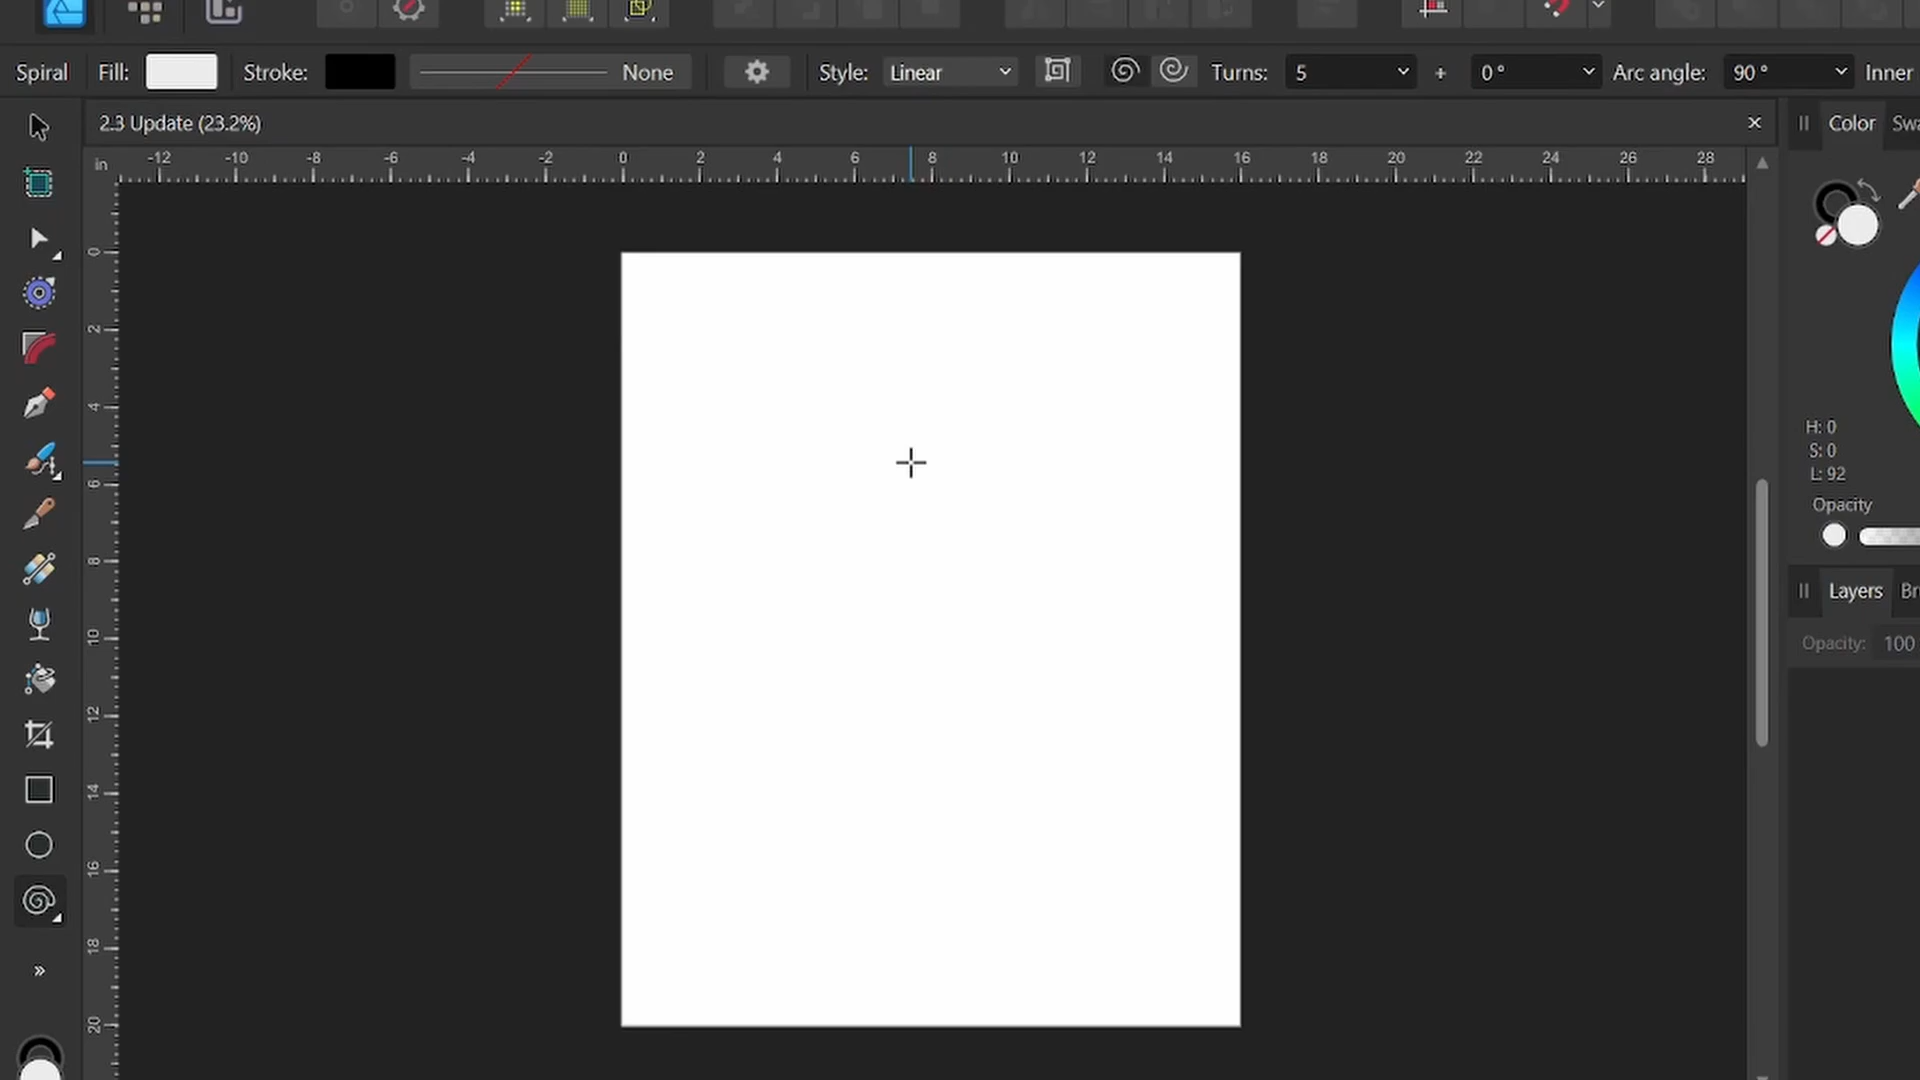 Spiral Fill: Stroke: None Style: Linear Turns: 5 + 0° Arc angle: 90° Inner
2.3 Update (23.2%) × Color
in -12 -10 -8 -6 -4 -2 0 2 4 6 8 10 12 14 16 18 20 22 24 26 28
0
2
4
6
8
10
12
14
16
18
20
H: 0
S: 0
L: 92
Opacity
Layers
Opacity: 100
»